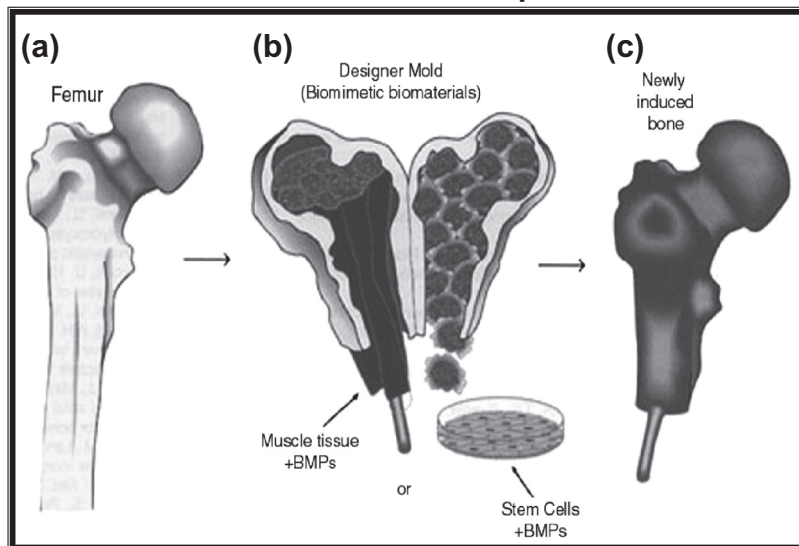 (a)
Femur
(b)
Designer Mold
(Biomimetic biomaterials)
Muscle tissue
+BMPs
or
Stem Cells
+BMPs
(c)
Newly
induced
bone